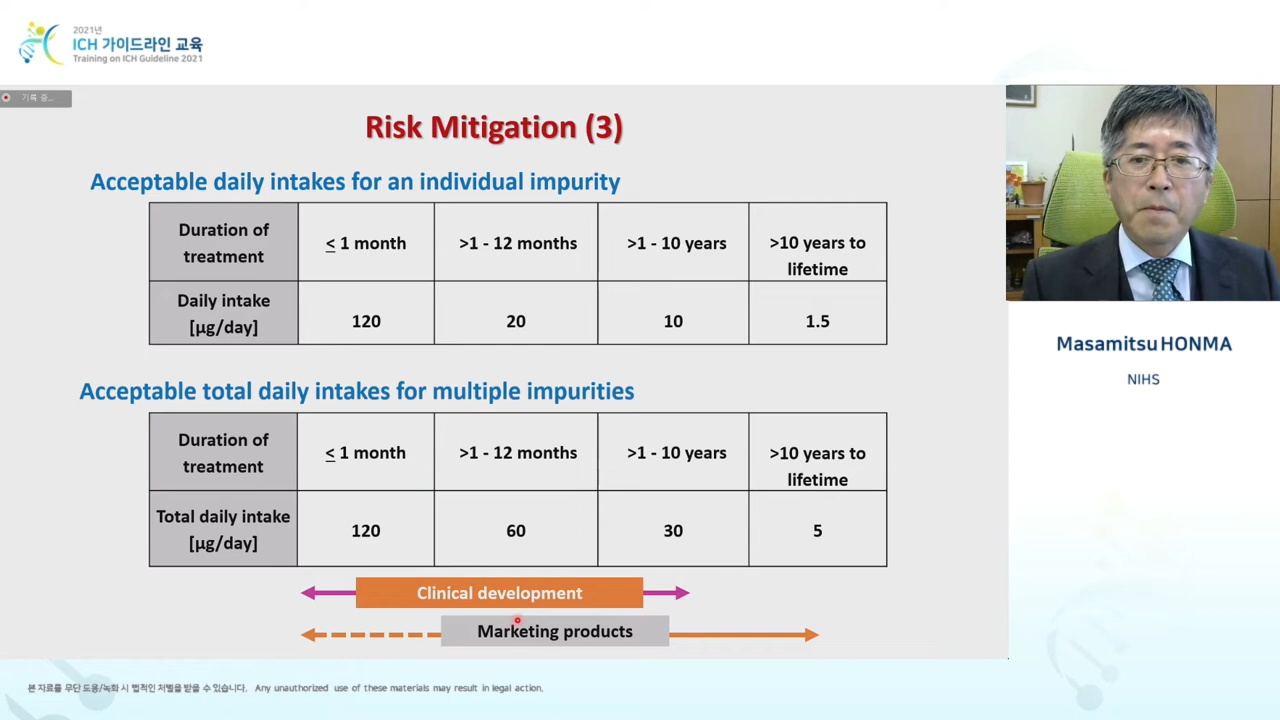 2021년
ICH 가이드라인 교육
Training on ICH Guideline 2021
기록 중...
Risk Mitigation (3)
Acceptable daily intakes for an individual impurity
Duration of treatment
≤ 1 month
>1 - 12 months
>1 - 10 years
>10 years to lifetime
Daily intake [µg/day]
120
20
10
1.5
Acceptable total daily intakes for multiple impurities
Duration of treatment
≤ 1 month
>1 - 12 months
>1 - 10 years
>10 years to lifetime
Total daily intake [µg/day]
120
60
30
5
Clinical development
Marketing products
Masamitsu HONMA
NIHS
본 자료를 무단 도용/녹화 시 법적인 처벌을 받을 수 있습니다. Any unauthorized use of these materials may result in legal action.